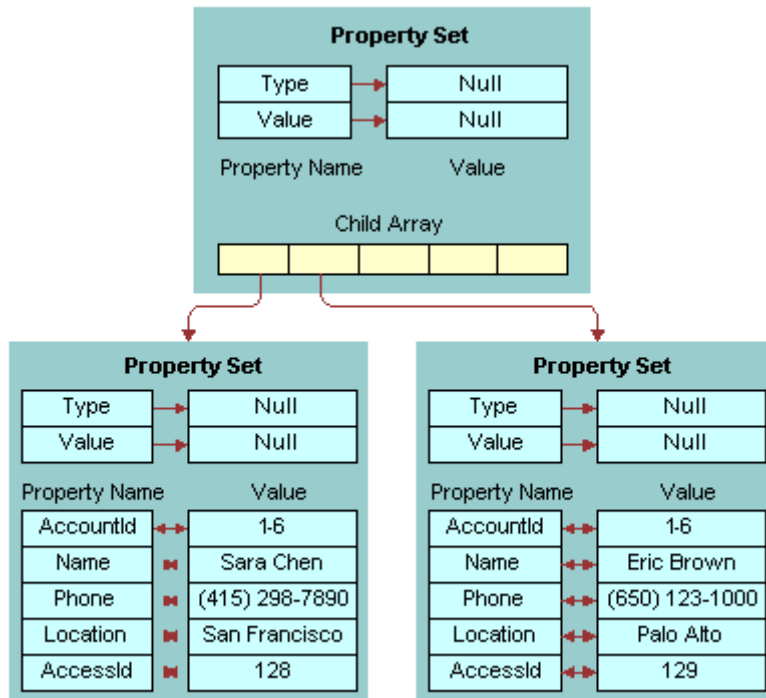 Property Set
Type Null
Value Null
Property Name Value
Child Array
Property Set
Type Null
Value Null
Property Name Value
AccountId 1-6
Name Sara Chen
Phone (415) 298-7890
Location San Francisco
AccessId 128
Property Set
Type Null
Value Null
Property Name Value
AccountId 1-6
Name Eric Brown
Phone (650) 123-1000
Location Palo Alto
AccessId 129